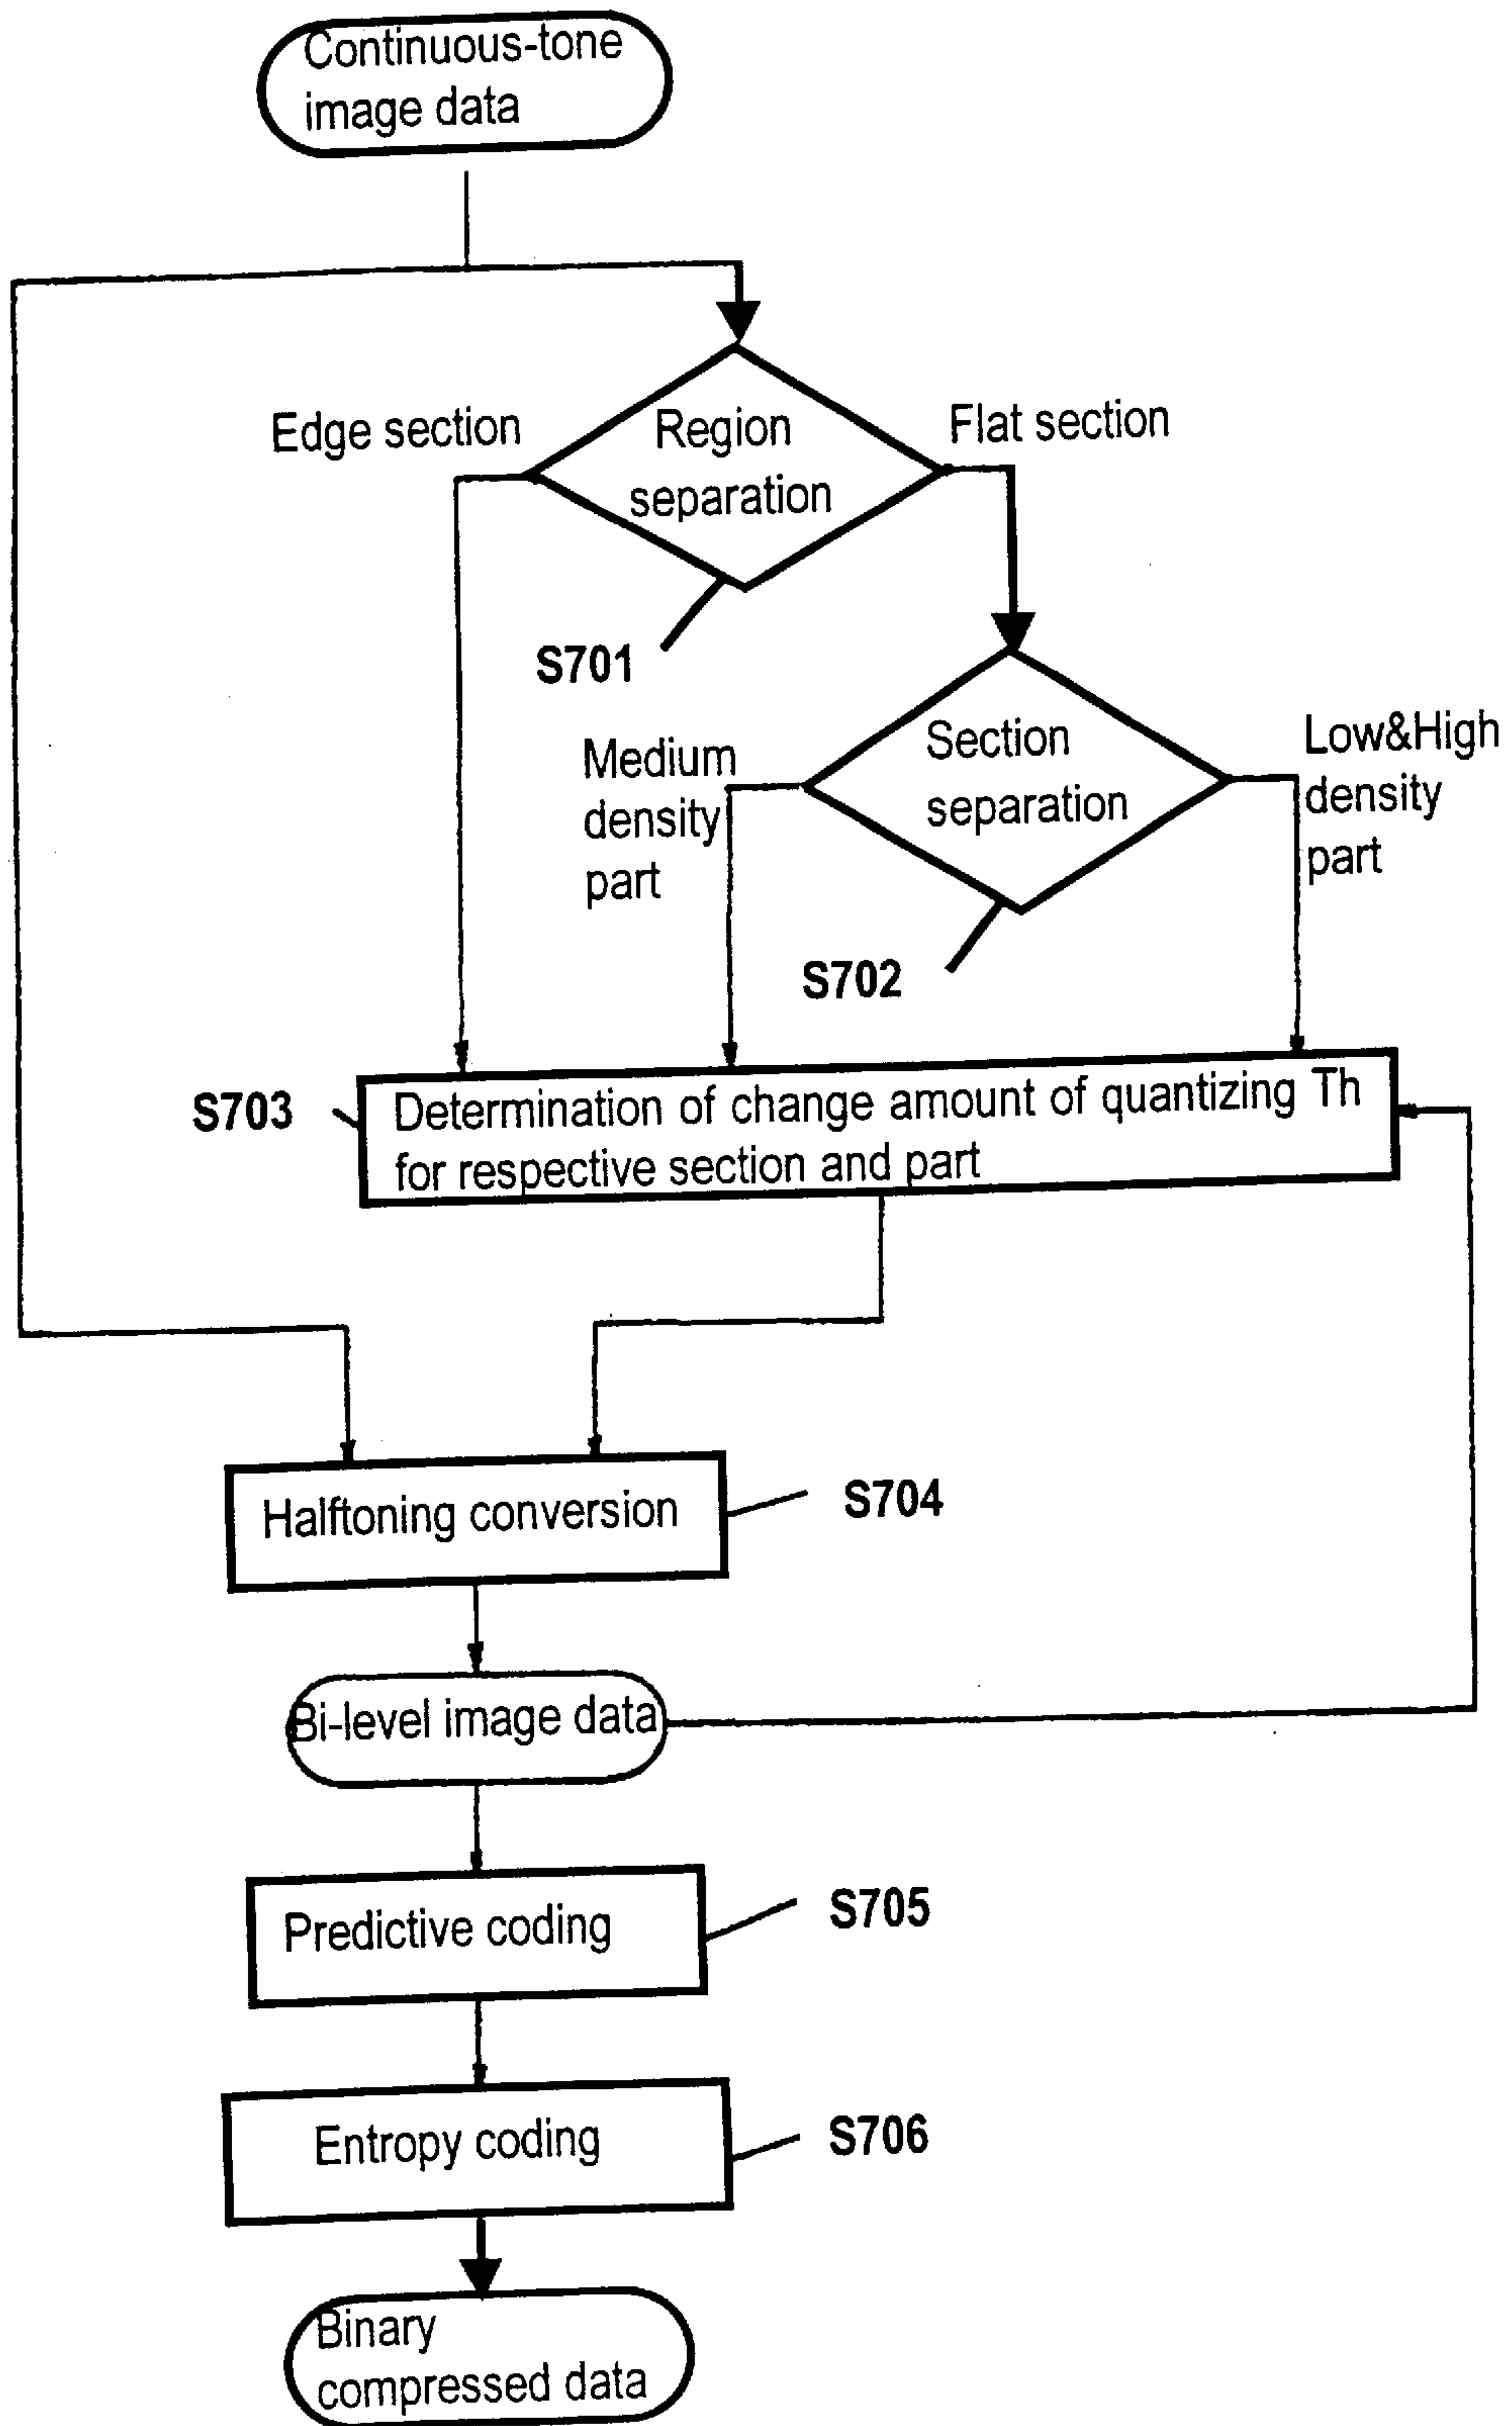 Continuous-tone
image data
Edge section
Region
separation
Flat section
S701
Medium
density
part
Section
separation
Low&High
density
part
S702
S703
Determination of change amount of quantizing Th
for respective section and part
Halftoning conversion
S704
Bi-level image data
Predictive coding
S705
Entropy coding
S706
Binary
compressed data